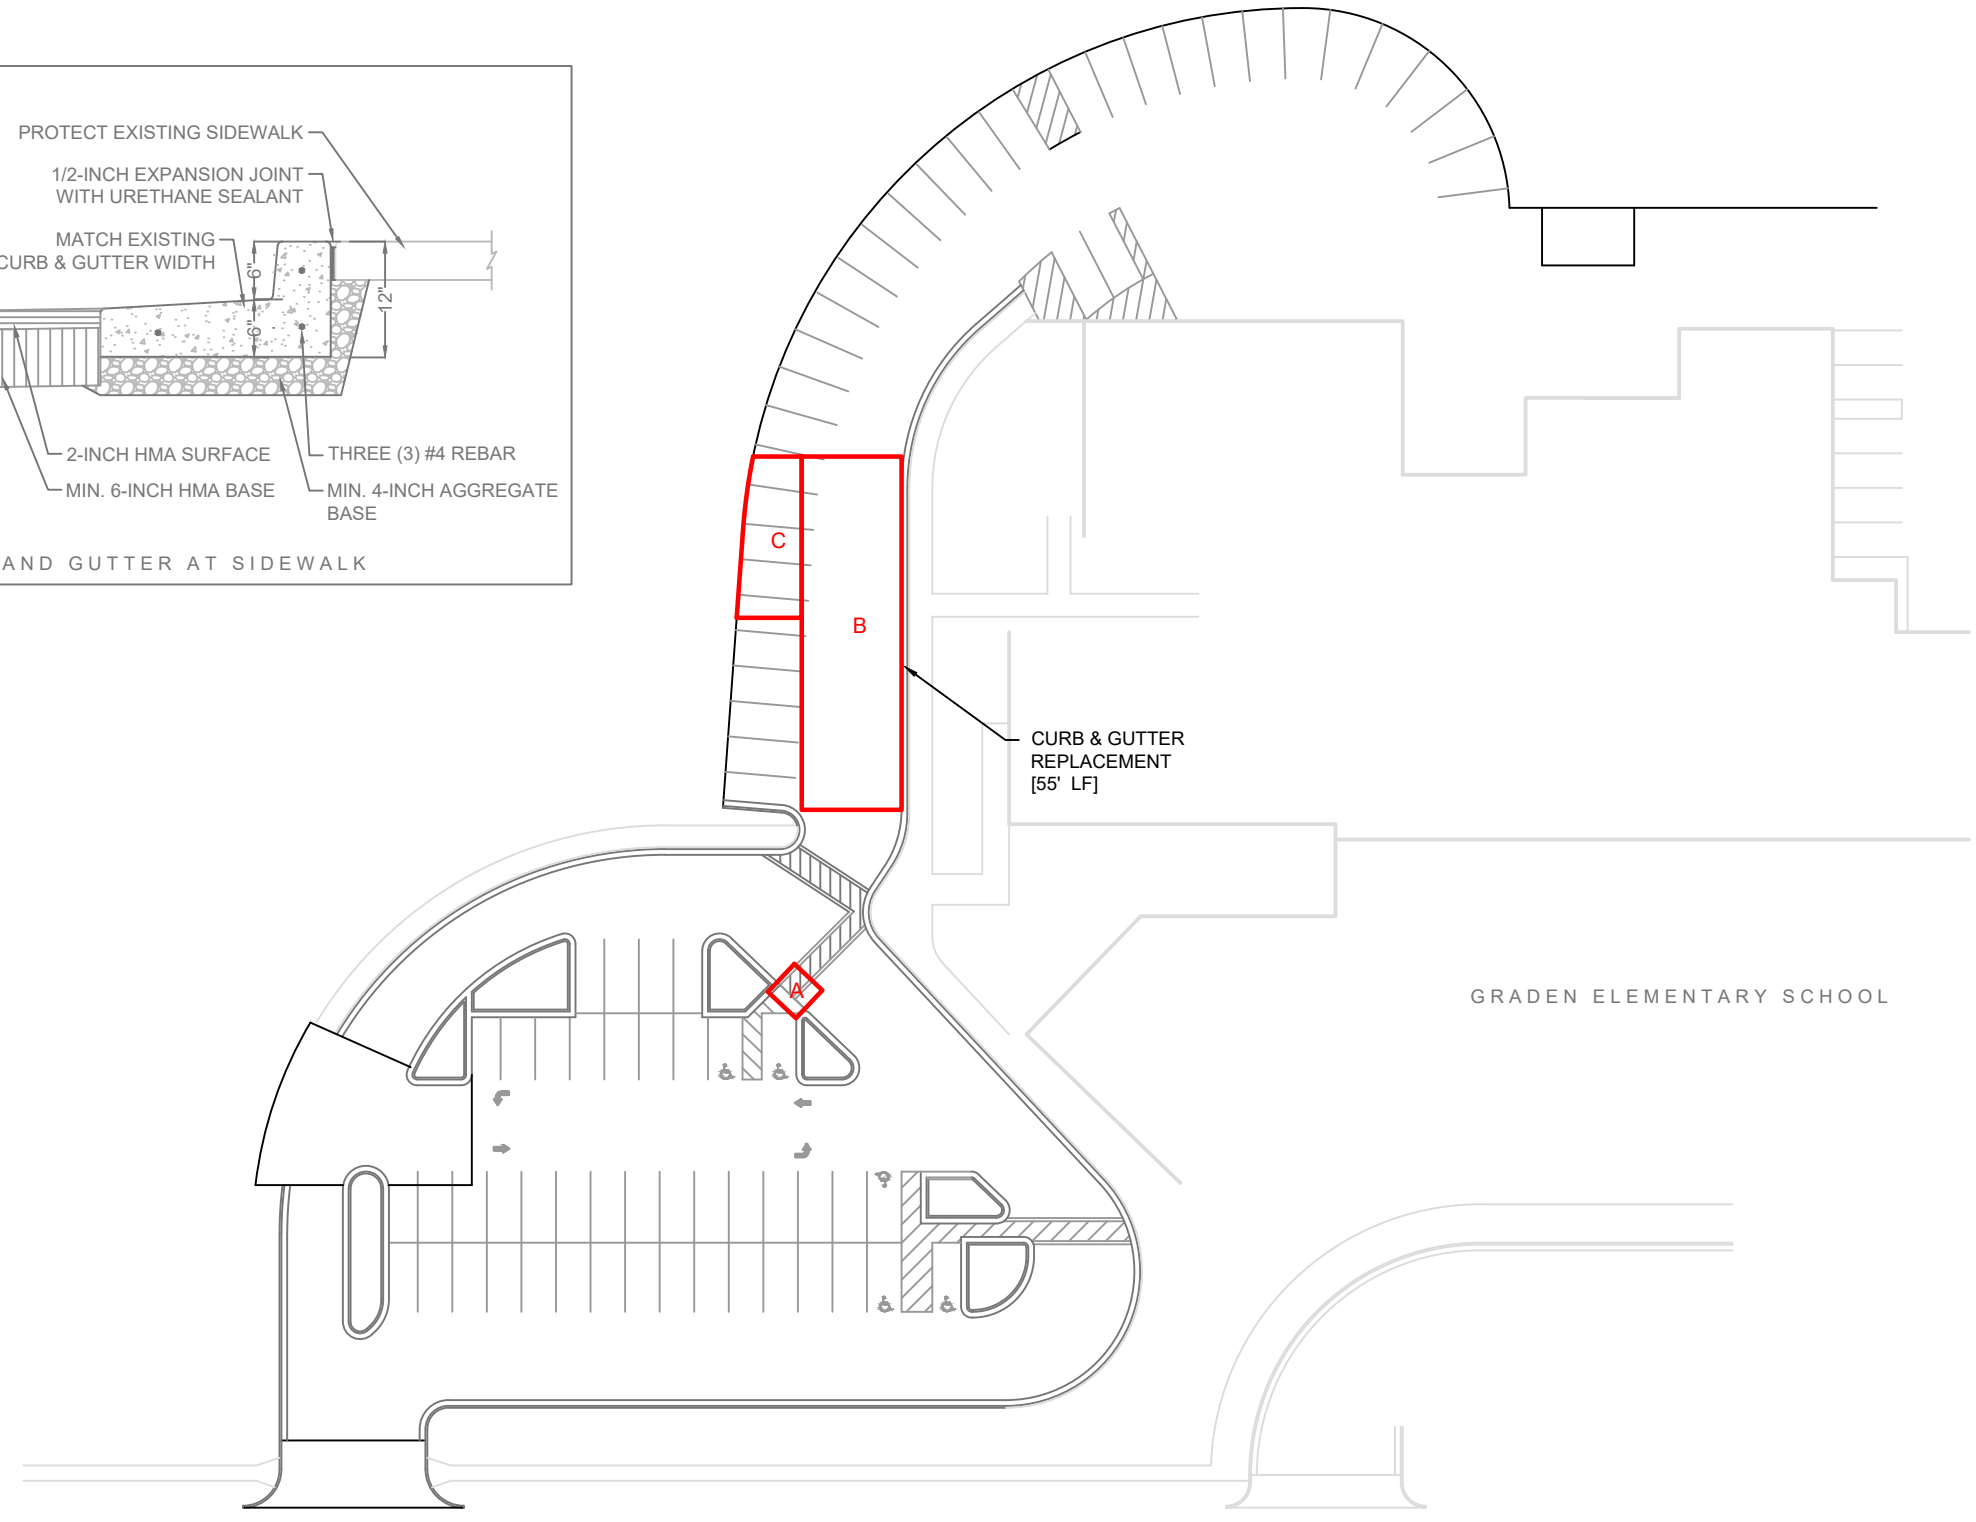 PROTECT EXISTING SIDEWALK
1/2-INCH EXPANSION JOINT
WITH URETHANE SEALANT
MATCH EXISTING
CURB & GUTTER WIDTH
6"
6"
12"
2-INCH HMA SURFACE
MIN. 6-INCH HMA BASE
THREE (3) #4 REBAR
MIN. 4-INCH AGGREGATE
BASE
AND GUTTER AT SIDEWALK
C
B
CURB & GUTTER
REPLACEMENT
[55' LF]
A
GRADEN ELEMENTARY SCHOOL